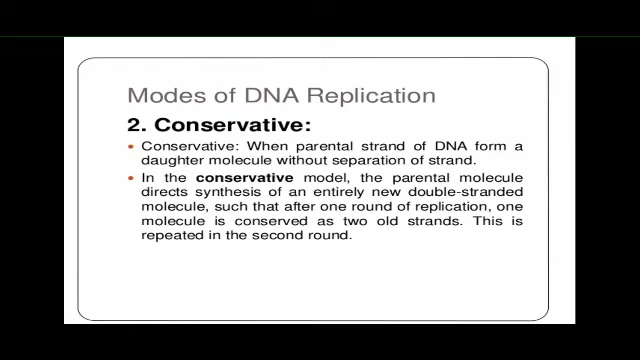 Modes of DNA Replication
2. Conservative:
• Conservative: When parental strand of DNA form a
daughter molecule without separation of strand.
• In the conservative model, the parental molecule
directs synthesis of an entirely new double-stranded
molecule, such that after one round of replication, one
molecule is conserved as two old strands. This is
repeated in the second round.